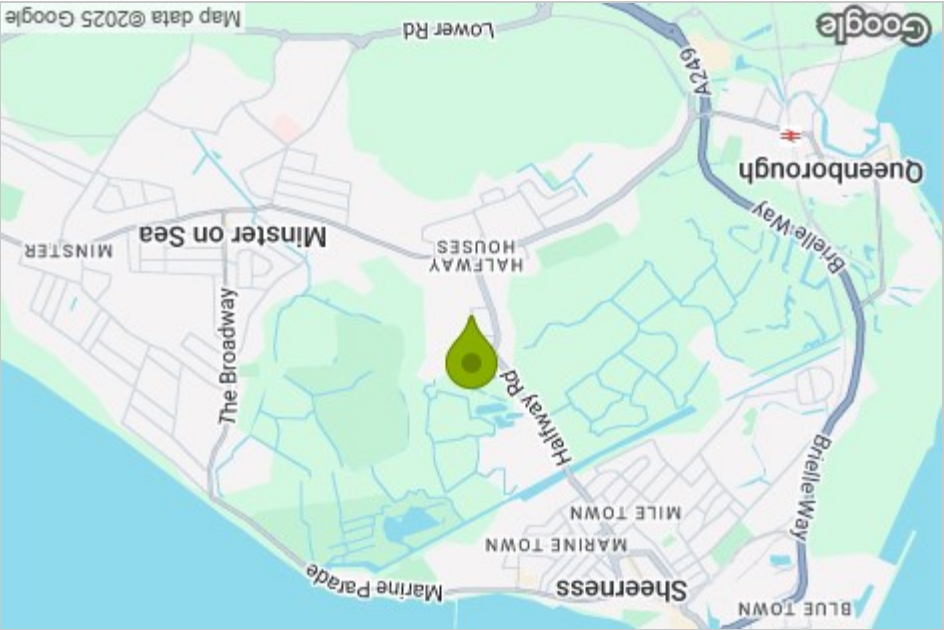 BLUE TOWN
Sheerness
Marine Parade
MARINE TOWN
MILE TOWN
Brielle Way
Halfway Rd
The Broadway
HALFWAY
HOUSES
MINSTER
Minster on Sea
Brielle Way
Queenborough
A249
Lower Rd
Google
Map data ©2025 Google